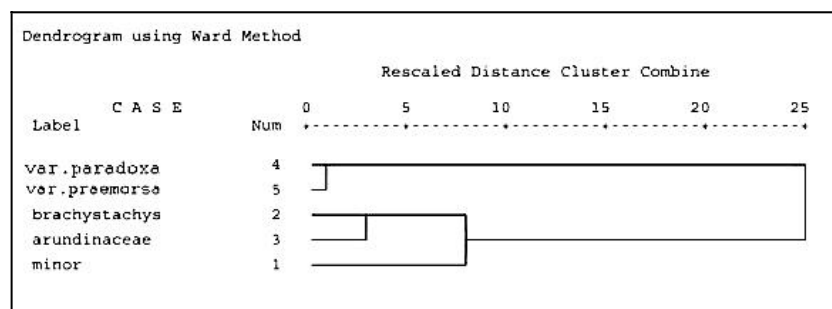 Dendrogram using Ward Method
Rescaled Distance Cluster Combine
C A S E 0 5 10 15 20 25
Label Num
var.paradoxa 4
var.praemorsa 5
brachystachys 2
arundinaceae 3
minor 1